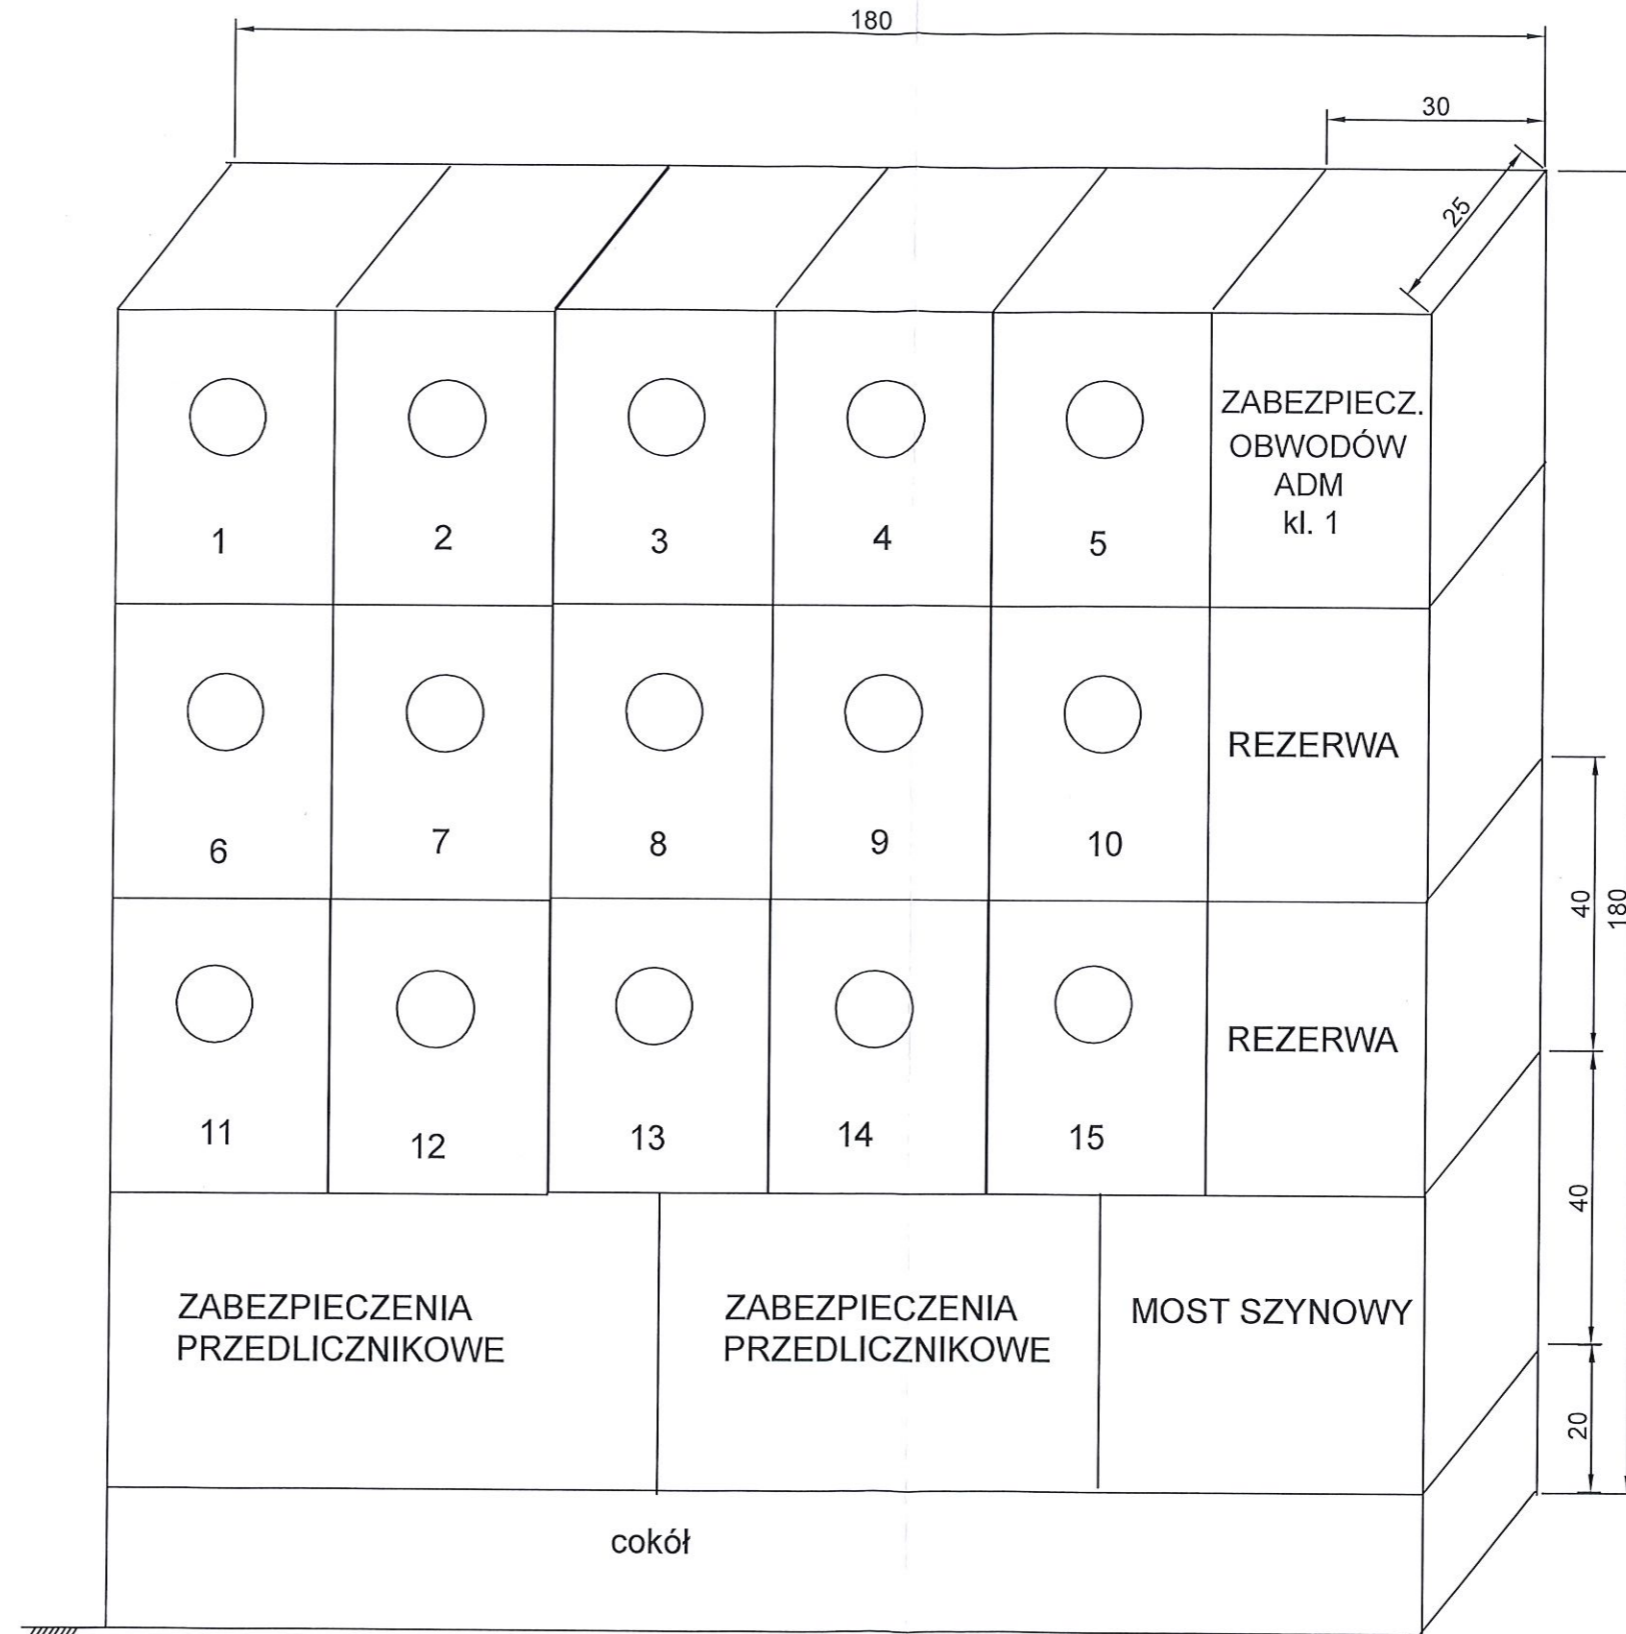 180
30
25
ZABEZPIECZ.
OBWODÓW
ADM
kl. 1
1
2
3
4
5
REZERWA
6
7
8
9
10
40
180
REZERWA
11
12
13
14
15
40
ZABEZPIECZENIA
PRZEDLICZNIKOWE
ZABEZPIECZENIA
PRZEDLICZNIKOWE
MOST SZYNOWY
20
cokół